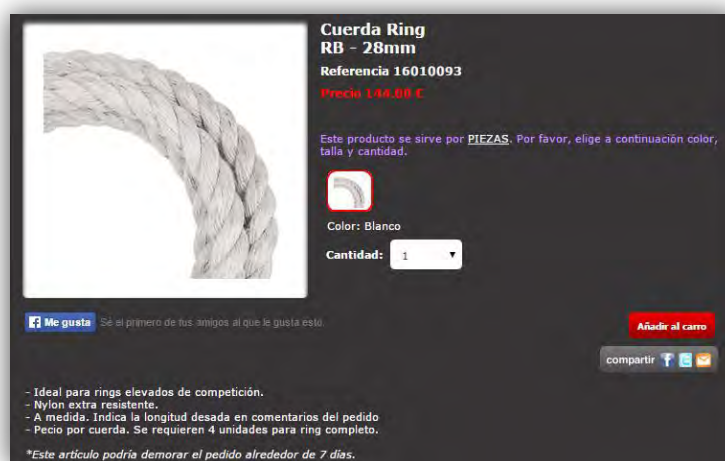 Cuerda Ring
RB - 28mm
Referencia 16010093
Precio 144.88 €
Este producto se sirve por PIEZAS. Por favor, elige a continuación color,
talla y cantidad.
Color: Blanco
Cantidad: 1
Me gusta Sé el primero de tus amigos al que le gusta esto.
Añadir al carro
compartir
- Ideal para rings elevados de competición.
- Nylon extra resistente.
- A medida. Indica la longitud desada en comentarios del pedido
- Pecio por cuerda. Se requieren 4 unidades para ring completo.
*Este artículo podría demorar el pedido alrededor de 7 días.